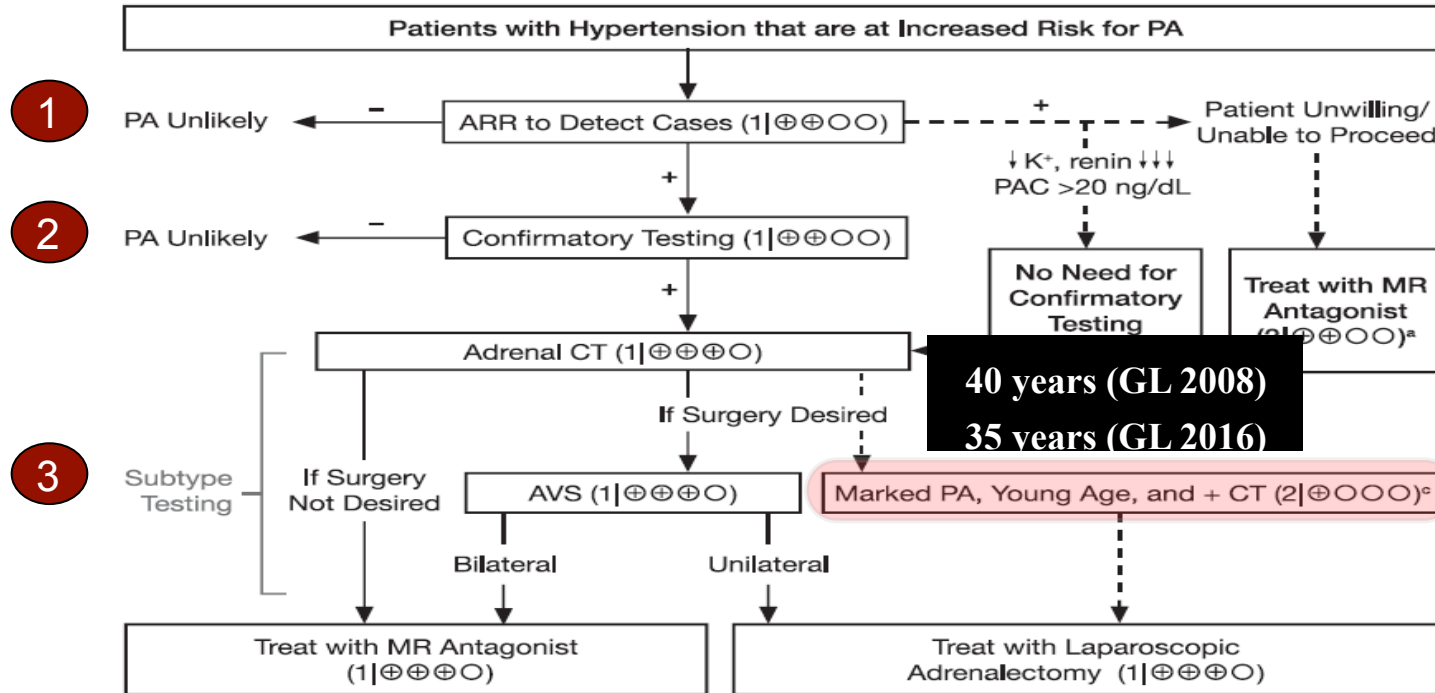 Patients with Hypertension that are at Increased Risk for PA
1
PA Unlikely
–
ARR to Detect Cases (1|⊕⊕○○)
+
Patient Unwilling/
Unable to Proceed
↓ K⁺, renin ↓↓↓
PAC >20 ng/dL
+
2
PA Unlikely
–
Confirmatory Testing (1|⊕⊕○○)
+
No Need for
Confirmatory
Testing
Treat with MR
Antagonist
(2|⊕⊕○○)ᵃ
Adrenal CT (1|⊕⊕⊕○)
40 years (GL 2008)
35 years (GL 2016)
If Surgery Desired
3
Subtype
Testing
If Surgery
Not Desired
AVS (1|⊕⊕⊕○)
Marked PA, Young Age, and + CT (2|⊕○○○)ᶜ
Bilateral
Unilateral
Treat with MR Antagonist
(1|⊕⊕⊕○)
Treat with Laparoscopic
Adrenalectomy (1|⊕⊕⊕○)